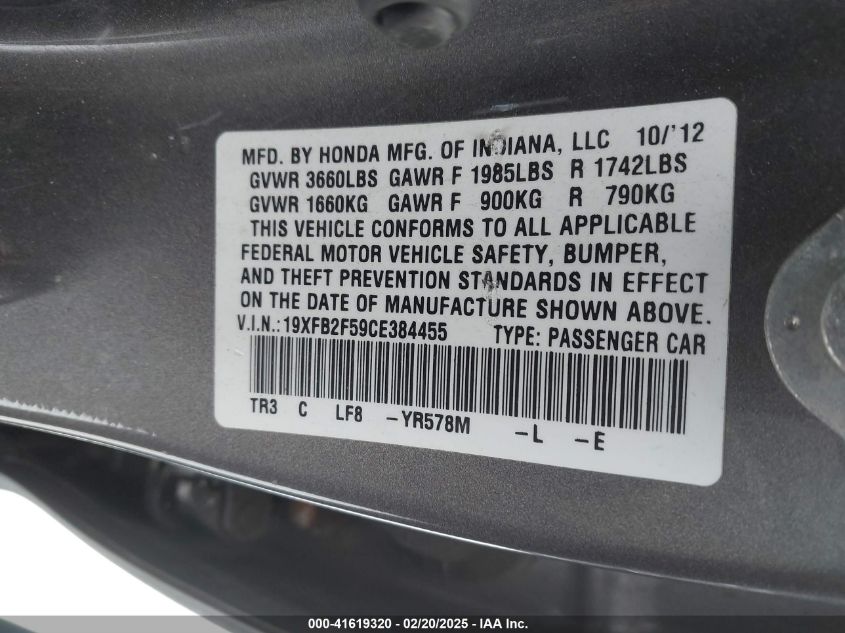 MFD. BY HONDA MFG. OF INDIANA, LLC 10/'12
GVWR 3660LBS GAWR F 1985LBS R 1742LBS
GVWR 1660KG GAWR F 900KG R 790KG
THIS VEHICLE CONFORMS TO ALL APPLICABLE
FEDERAL MOTOR VEHICLE SAFETY, BUMPER,
AND THEFT PREVENTION STANDARDS IN EFFECT
ON THE DATE OF MANUFACTURE SHOWN ABOVE.
V.I.N.:19XFB2F59CE384455 TYPE: PASSENGER CAR
TR3 C LF8 -YR578M -L -E
000-41619320 - 02/20/2025 - IAA Inc.